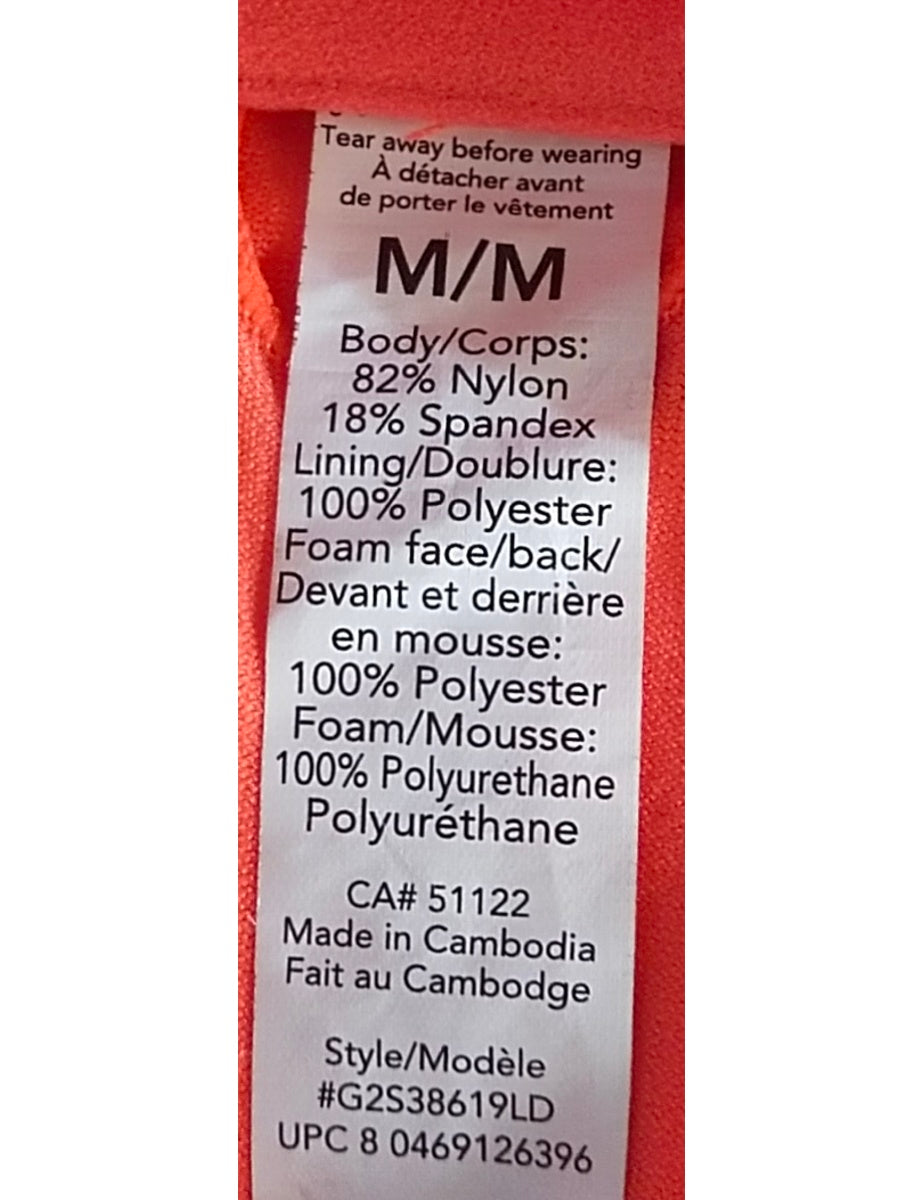 Tear away before wearing
À détacher avant
de porter le vêtement
M/M
Body/Corps:
82% Nylon
18% Spandex
Lining/Doublure:
100% Polyester
Foam face/back/
Devant et derrière
en mousse:
100% Polyester
Foam/Mousse:
100% Polyurethane
Polyuréthane
CA# 51122
Made in Cambodia
Fait au Cambodge
Style/Modèle
#G2S38619LD
UPC 8 0469126396